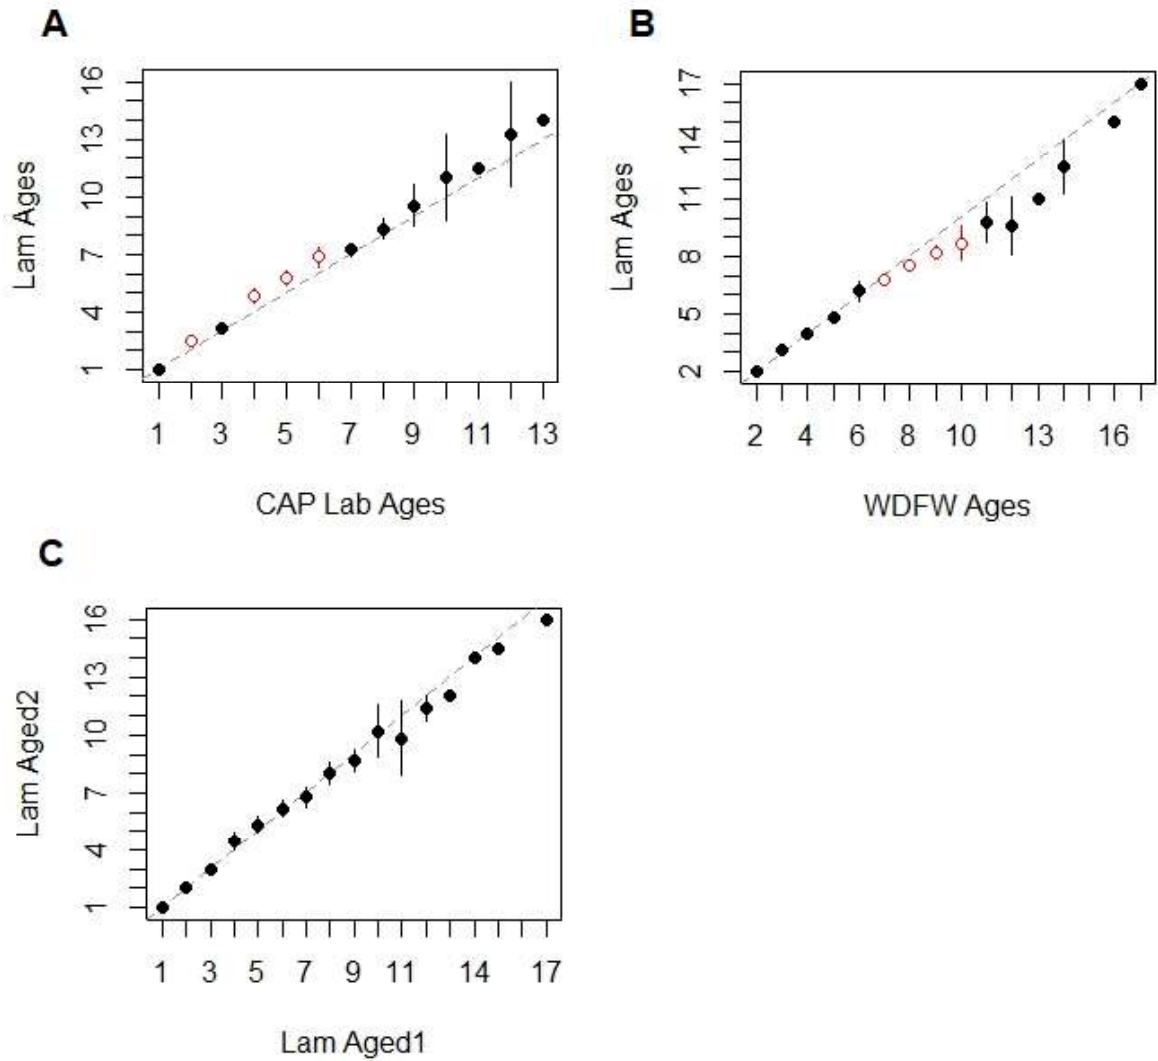 A
Lam Ages
16
13
10
7
4
1
1 3 5 7 9 11 13
CAP Lab Ages
B
Lam Ages
17
14
11
8
5
2
2 4 6 8 10 13 16
WDFW Ages
C
Lam Aged2
16
13
10
7
4
1
1 3 5 7 9 11 14 17
Lam Aged1